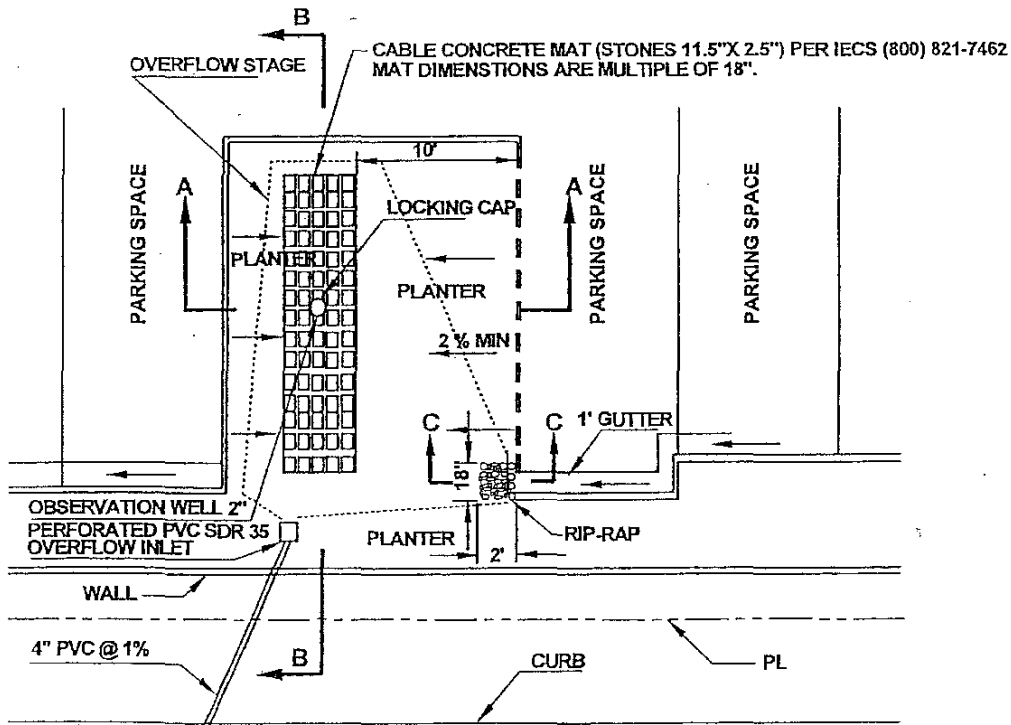 B
CABLE CONCRETE MAT (STONES 11.5"X 2.5") PER IECS (800) 821-7462
MAT DIMENSTIONS ARE MULTIPLE OF 18".
OVERFLOW STAGE
10'
PARKING SPACE
A
LOCKING CAP
A
PARKING SPACE
PARKING SPACE
PLANTER
PLANTER
2 % MIN
C
C
1' GUTTER
18"
OBSERVATION WELL 2"
PERFORATED PVC SDR 35
OVERFLOW INLET
PLANTER
RIP-RAP
2'
WALL
4" PVC @ 1%
B
CURB
PL